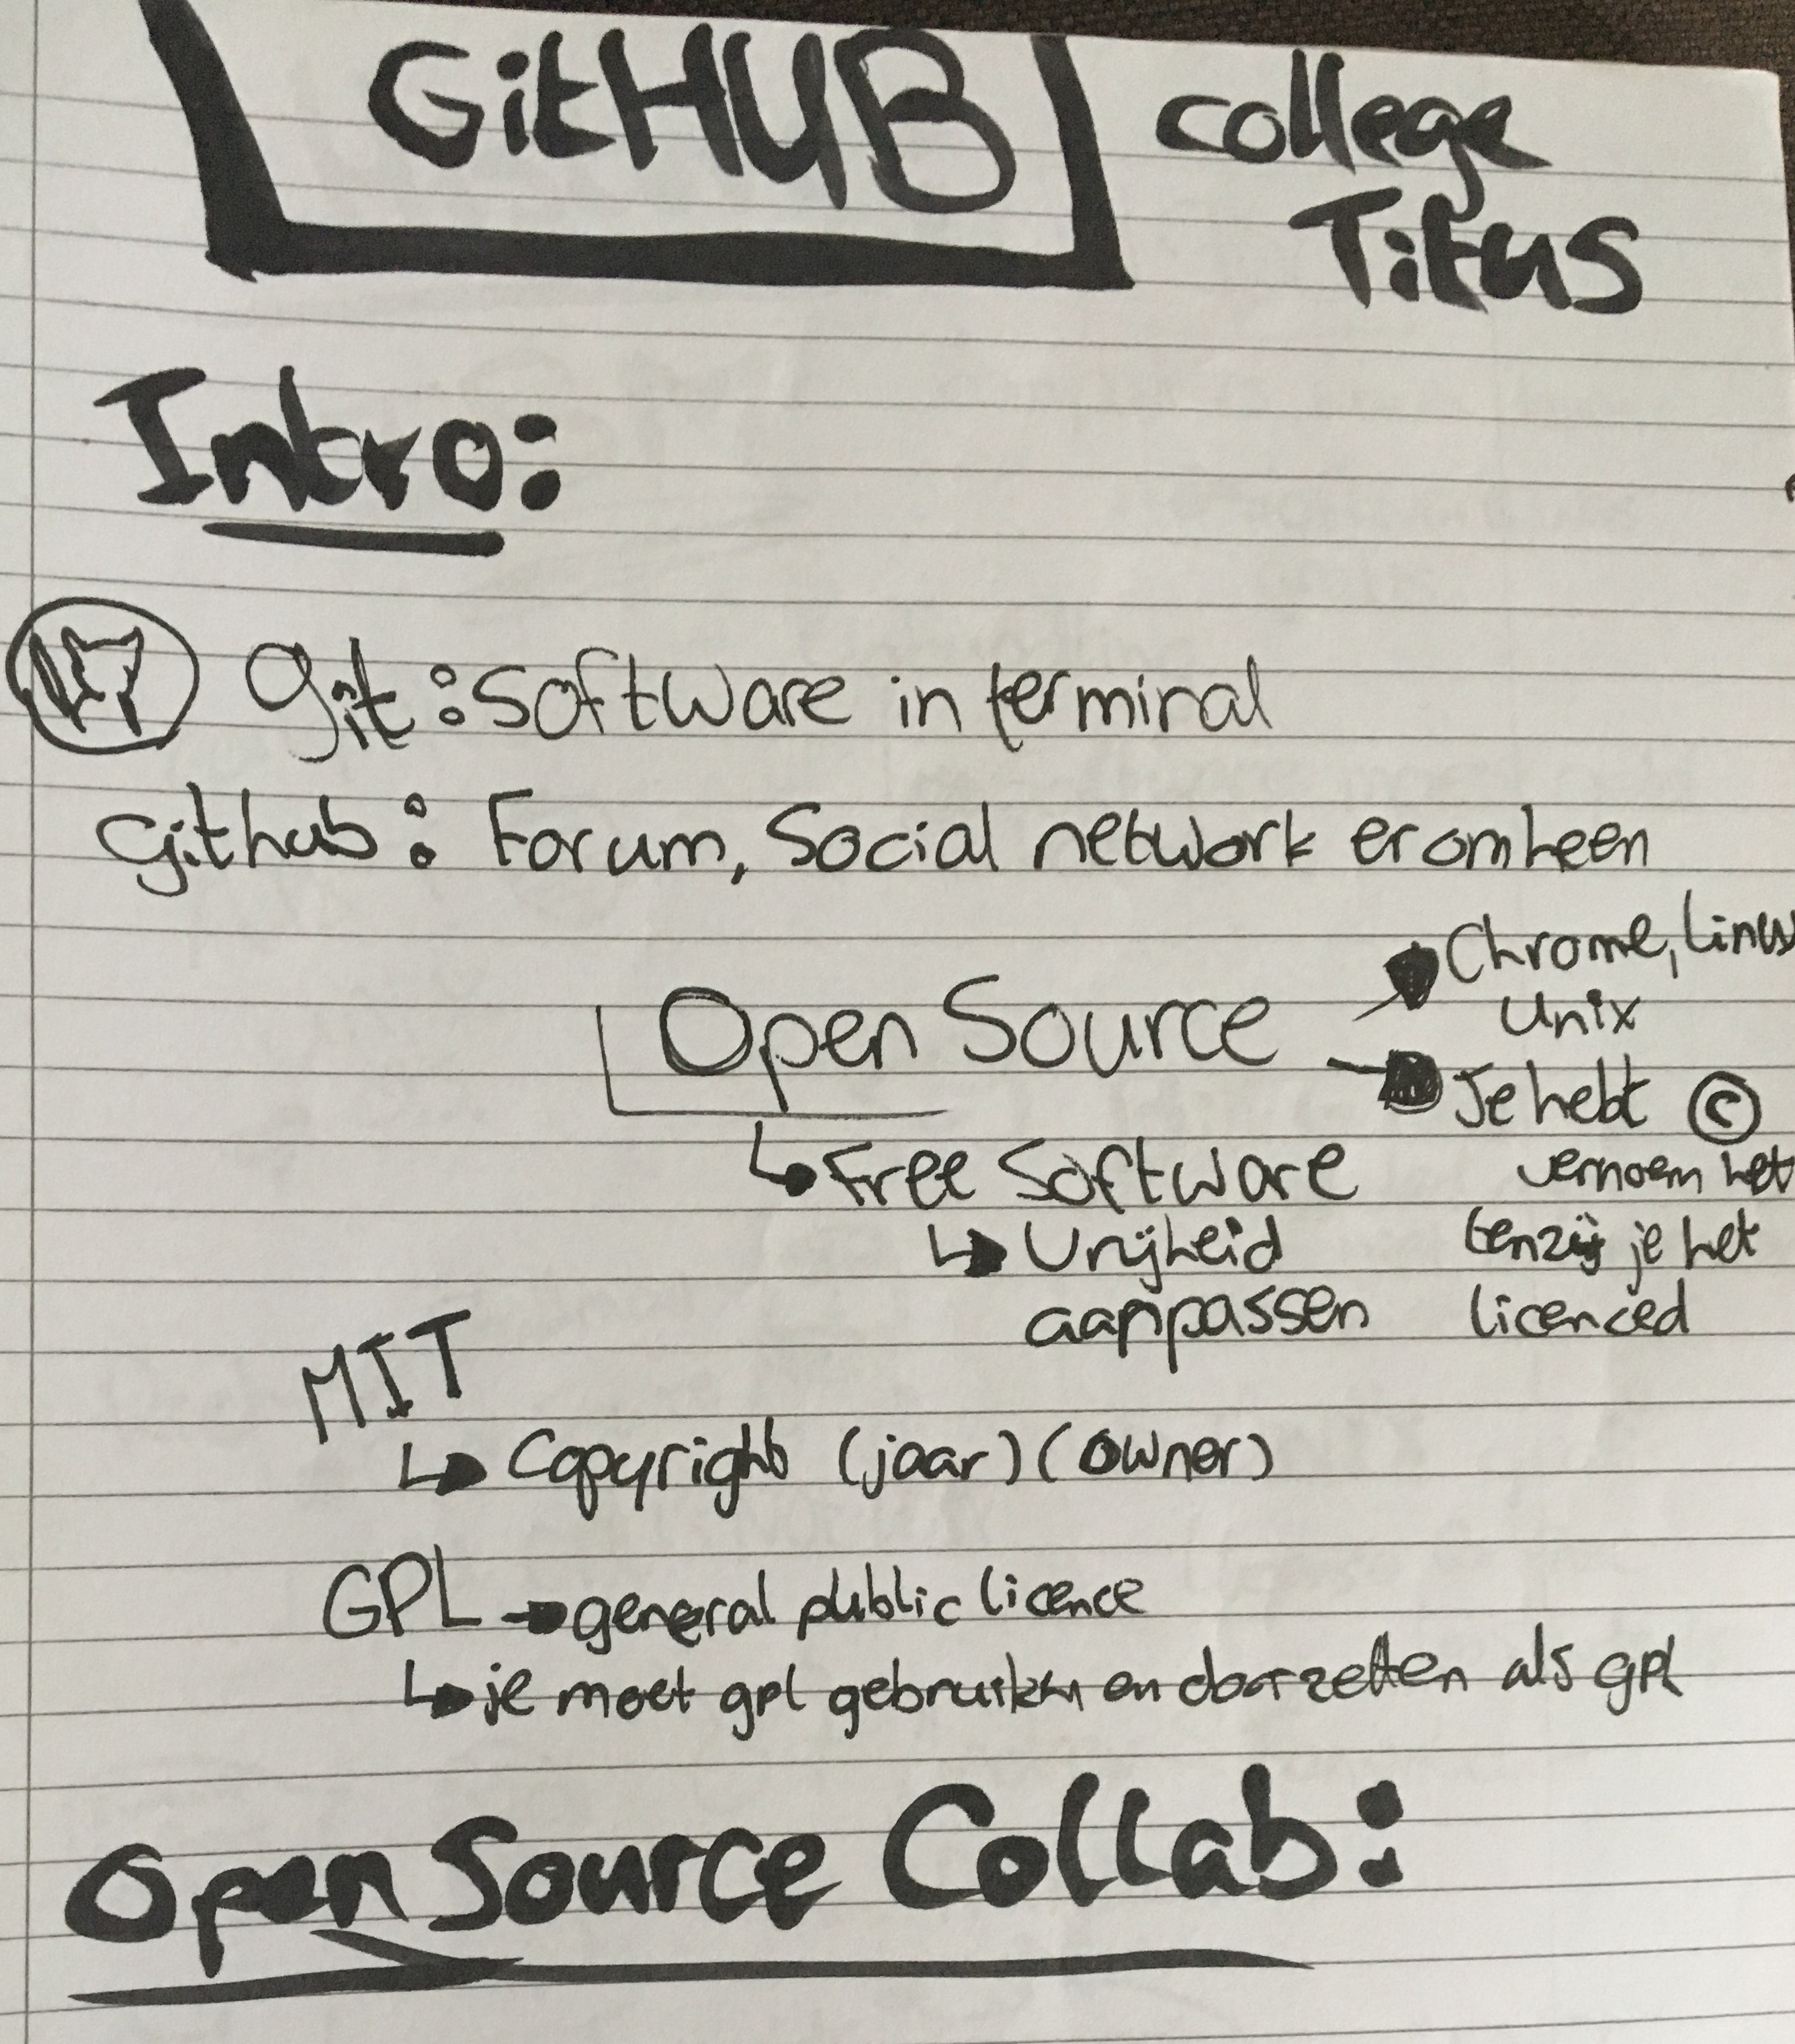 GitHUB college
Titus
Intro:
git: Software in terminal
github: Forum, Social network eromheen
Open Source
Chrome, Linux
Unix
Je hebt ©
vernoem het
tenzij je het
licenced
Free Software
Vrijheid
aanpassen
MIT
Copyright (jaar) (owner)
GPL general public licence
je moet gpl gebruiken en doorzetten als gpl
Open Source Collab: